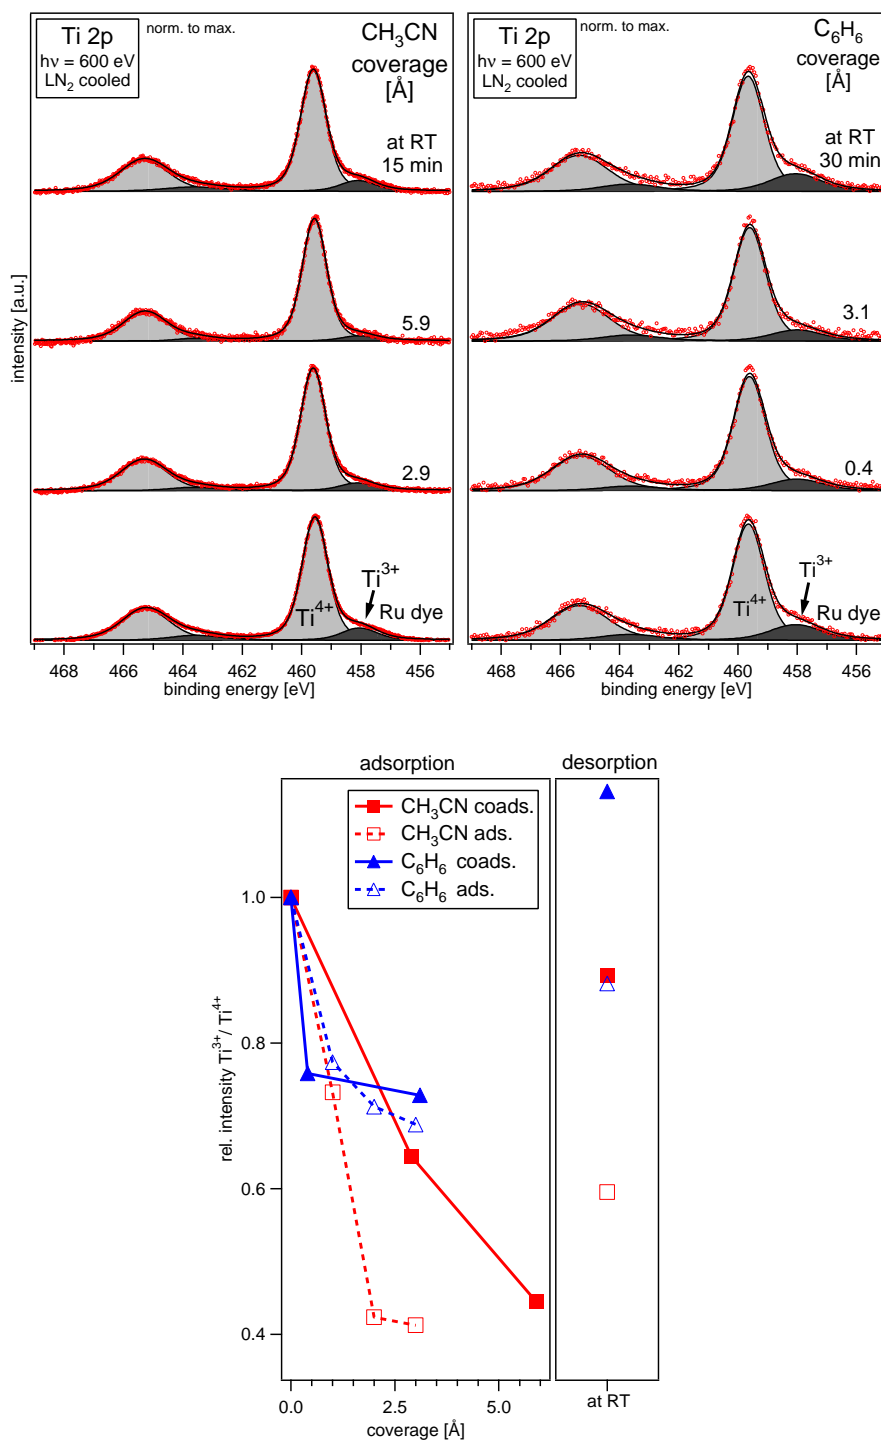 Ti 2p
hν = 600 eV
LN₂ cooled
norm. to max.
CH₃CN
coverage
[Å]
at RT
15 min
5.9
2.9
Ti³⁺
Ti⁴⁺
Ru dye
intensity [a.u.]
468 466 464 462 460 458 456
binding energy [eV]
Ti 2p
hν = 600 eV
LN₂ cooled
norm. to max.
C₆H₆
coverage
[Å]
at RT
30 min
3.1
0.4
Ti³⁺
Ti⁴⁺
Ru dye
468 466 464 462 460 458 456
binding energy [eV]
adsorption
desorption
CH₃CN coads.
CH₃CN ads.
C₆H₆ coads.
C₆H₆ ads.
rel. intensity Ti³⁺/ Ti⁴⁺
1.0
0.8
0.6
0.4
0.0 2.5 5.0
coverage [Å]
at RT